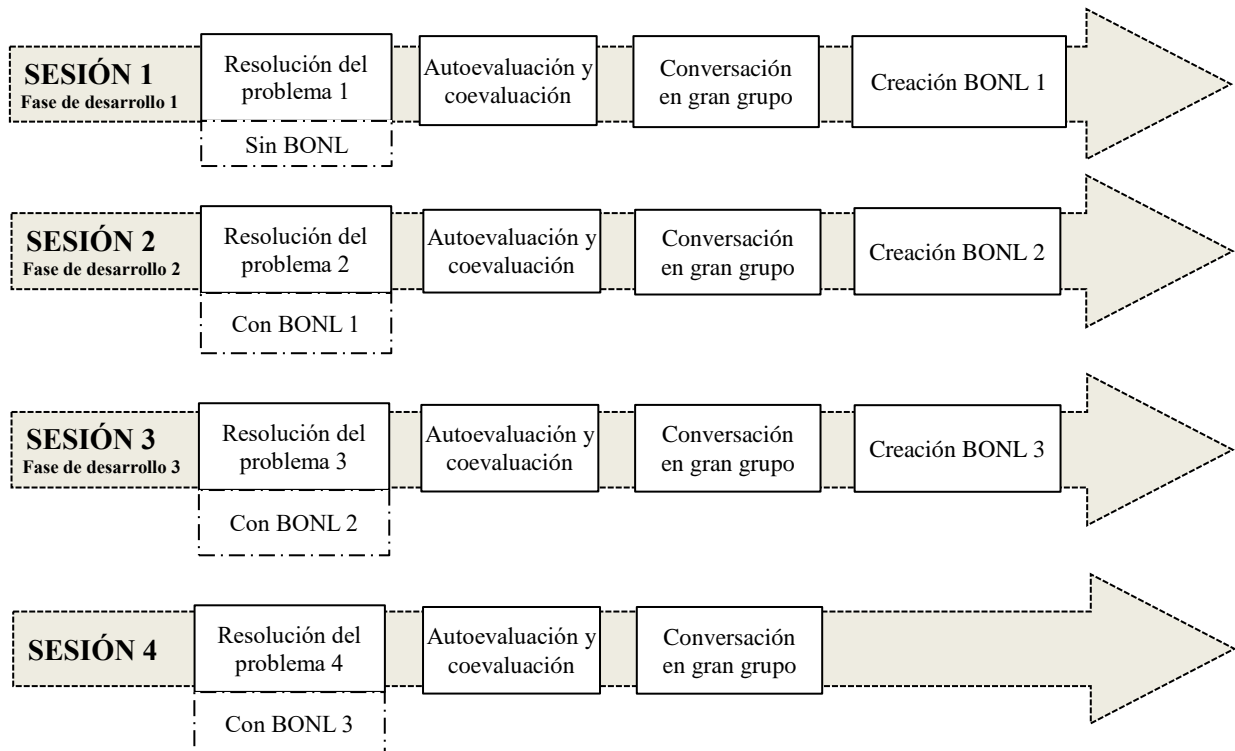 SESIÓN 1
Fase de desarrollo 1
Resolución del
problema 1
Sin BONL
Autoevaluación y
coevaluación
Conversación
en gran grupo
Creación BONL 1
SESIÓN 2
Fase de desarrollo 2
Resolución del
problema 2
Con BONL 1
Autoevaluación y
coevaluación
Conversación
en gran grupo
Creación BONL 2
SESIÓN 3
Fase de desarrollo 3
Resolución del
problema 3
Con BONL 2
Autoevaluación y
coevaluación
Conversación
en gran grupo
Creación BONL 3
SESIÓN 4
Resolución del
problema 4
Con BONL 3
Autoevaluación y
coevaluación
Conversación
en gran grupo